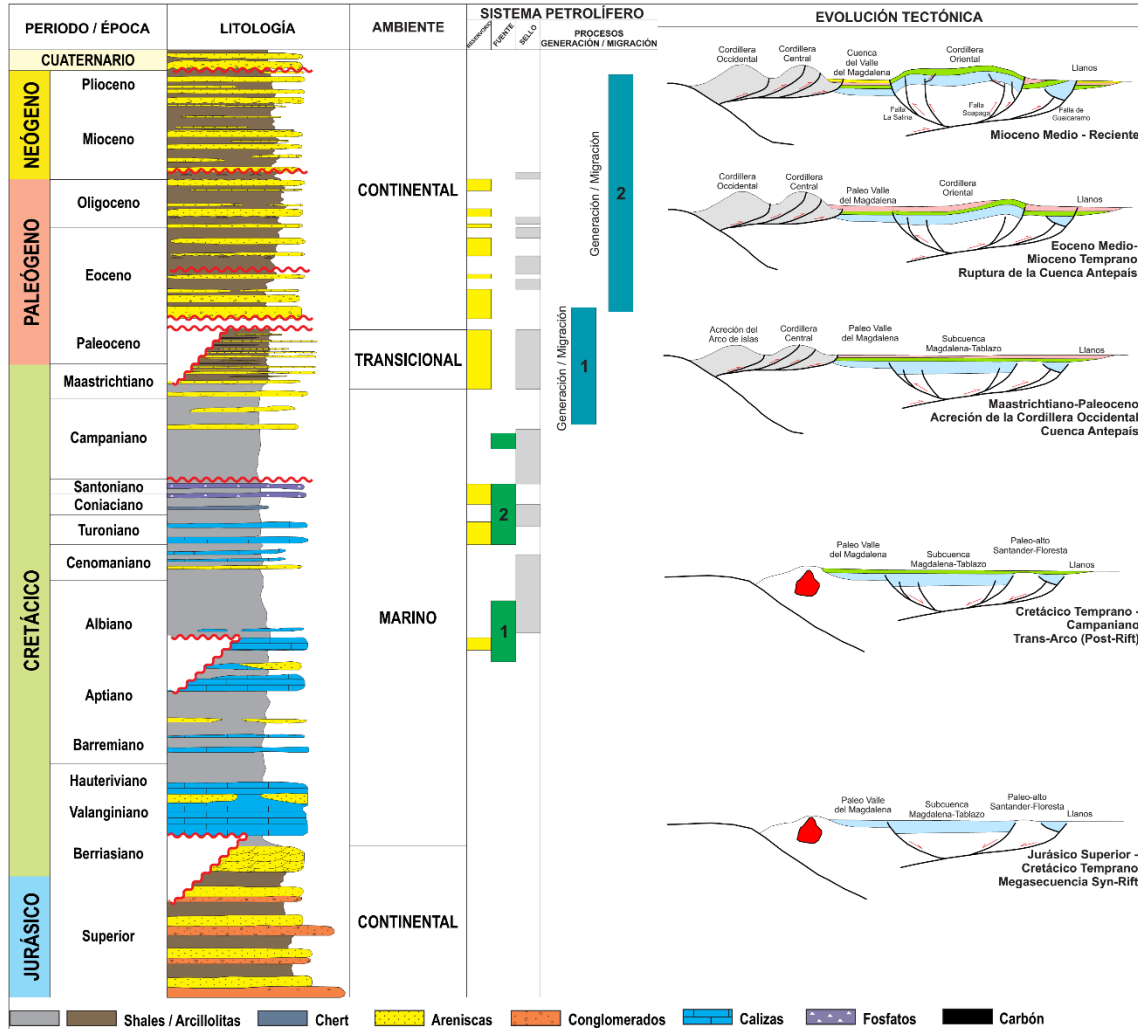 SISTEMA PETROLÍFERO
PERIODO / ÉPOCA
LITOLOGÍA
AMBIENTE
RESERVORIO
FUENTE
SELLO
PROCESOS
GENERACIÓN / MIGRACIÓN
EVOLUCIÓN TECTÓNICA
CUATERNARIO
NEÓGENO
Plioceno
Mioceno
PALEÓGENO
Oligoceno
Eoceno
Paleoceno
CRETÁCICO
Maastrichtiano
Campaniano
Santoniano
Coniaciano
Turoniano
Cenomaniano
Albiano
Aptiano
Barremiano
Hauteriviano
Valanginiano
Berriasiano
JURÁSICO
Superior
CONTINENTAL
TRANSICIONAL
MARINO
CONTINENTAL
2
1
Generación / Migración
2
Generación / Migración
1
Cordillera
Occidental
Cordillera
Central
Cuenca
del Valle
del Magdalena
Cordillera
Oriental
Llanos
Falla
La Salina
Falla
Soapaga
Falla de
Guaicaramo
Mioceno Medio - Reciente
Cordillera
Occidental
Cordillera
Central
Paleo Valle
del Magdalena
Cordillera
Oriental
Llanos
Eoceno Medio-
Mioceno Temprano
Ruptura de la Cuenca Antepaís
Acreción del
Arco de islas
Cordillera
Central
Paleo Valle
del Magdalena
Subcuenca
Magdalena-Tablazo
Llanos
Maastrichtiano-Paleoceno
Acreción de la Cordillera Occidental
Cuenca Antepaís
Paleo Valle
del Magdalena
Subcuenca
Magdalena-Tablazo
Paleo-alto
Santander-Floresta
Llanos
Cretácico Temprano -
Campaniano
Trans-Arco (Post-Rift)
Paleo Valle
del Magdalena
Subcuenca
Magdalena-Tablazo
Paleo-alto
Santander-Floresta
Llanos
Jurásico Superior -
Cretácico Temprano
Megasecuencia Syn-Rift
Shales / Arcillolitas
Chert
Areniscas
Conglomerados
Calizas
Fosfatos
Carbón